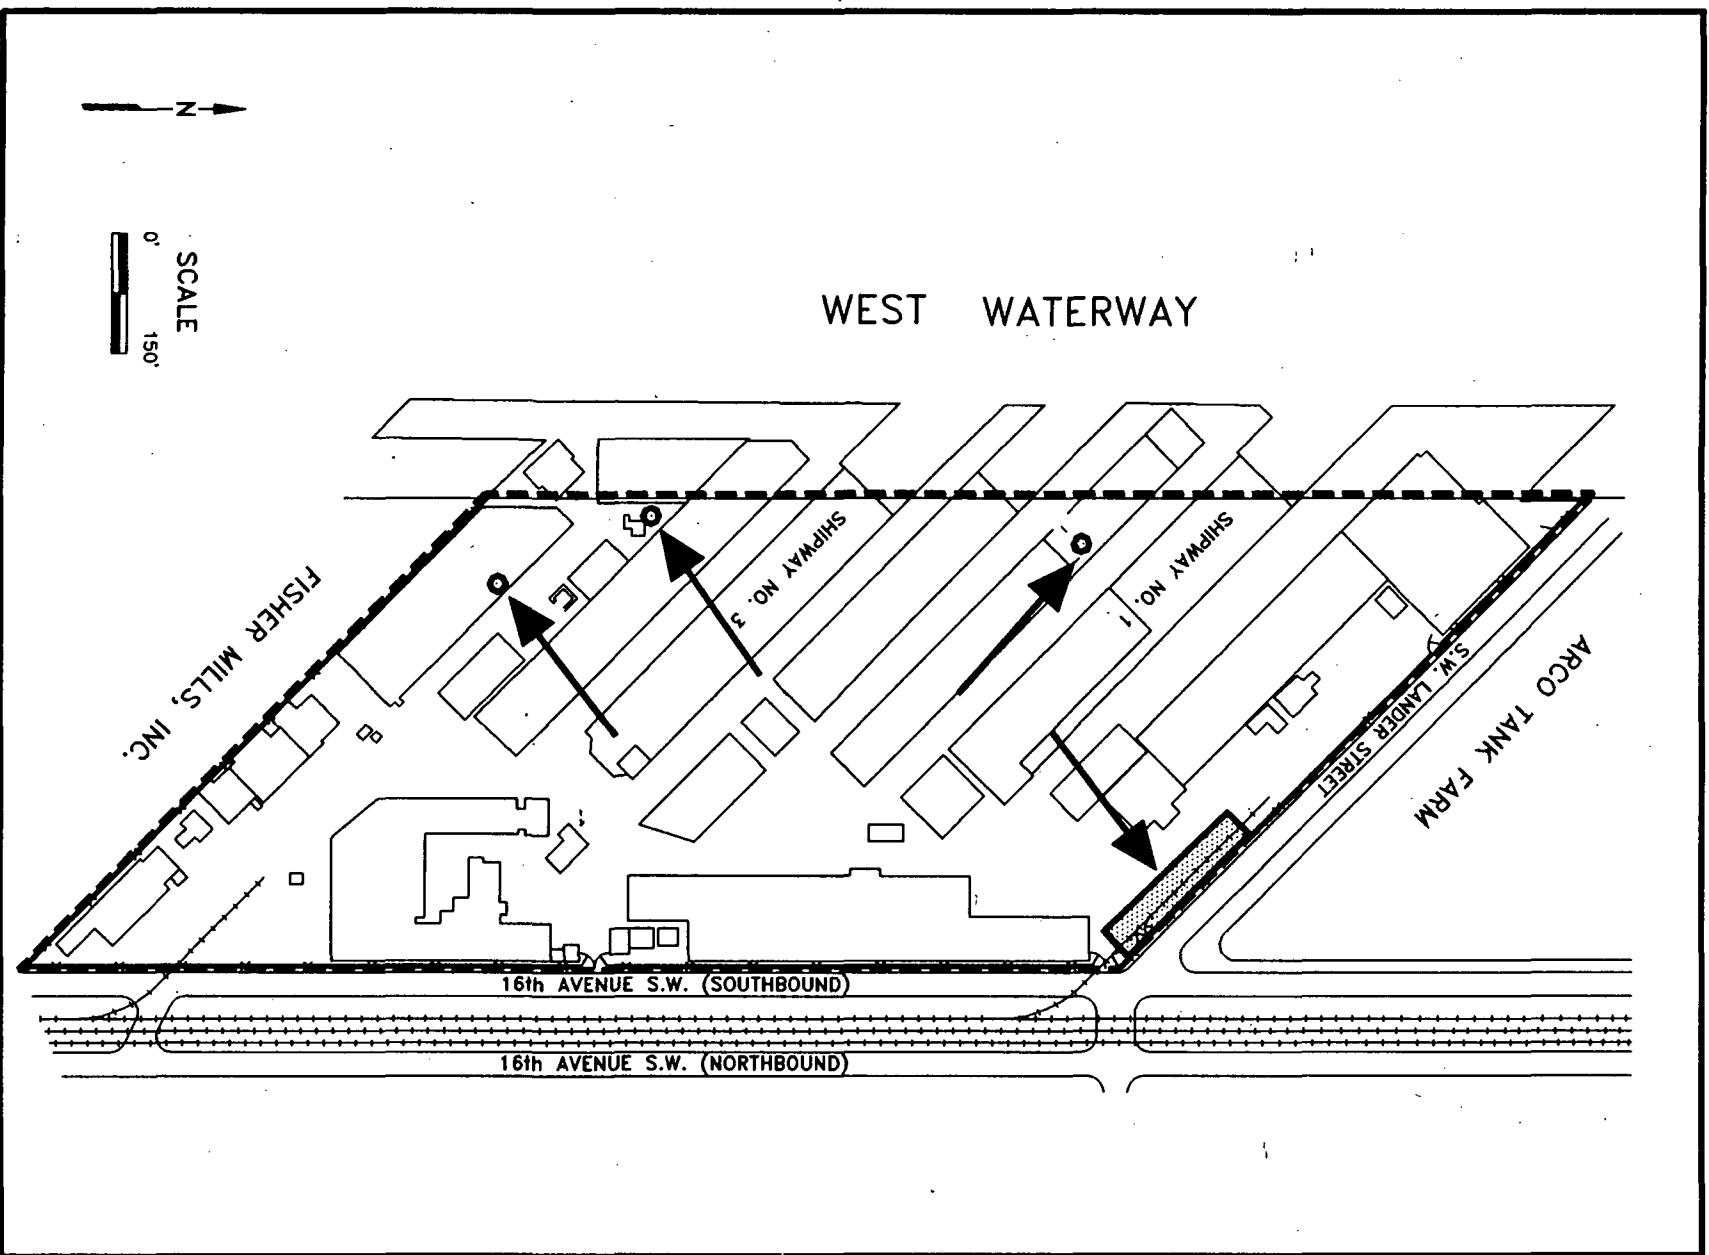 N
SCALE
0' 150'
WEST WATERWAY
SHIPWAY NO. 3
SHIPWAY NO. 1
FISHER MILLS, INC.
S.W. LANDER STREET
ARCO TANK FARM
16th AVENUE S.W. (SOUTHBOUND)
16th AVENUE S.W. (NORTHBOUND)